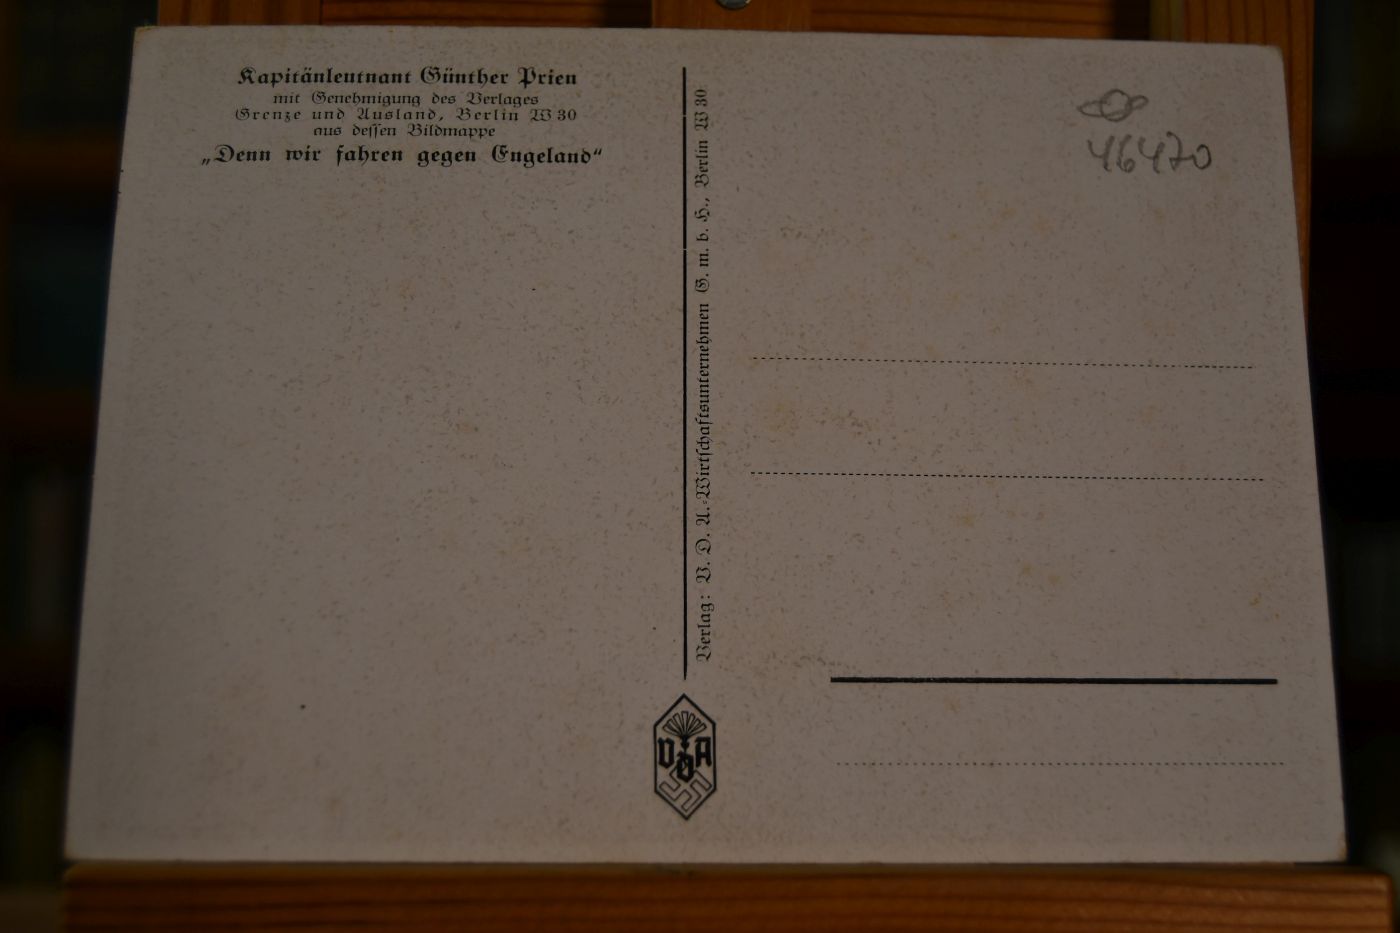 Kapitänleutnant Günther Prien
mit Genehmigung des Verlages
Grenze und Ausland, Berlin W 30
aus dessen Bildmappe
„Denn wir fahren gegen Engeland“
Verlag: V. D. A.-Wirtschaftsunternehmen G. m. b. H., Berlin W 30
46470
VDA